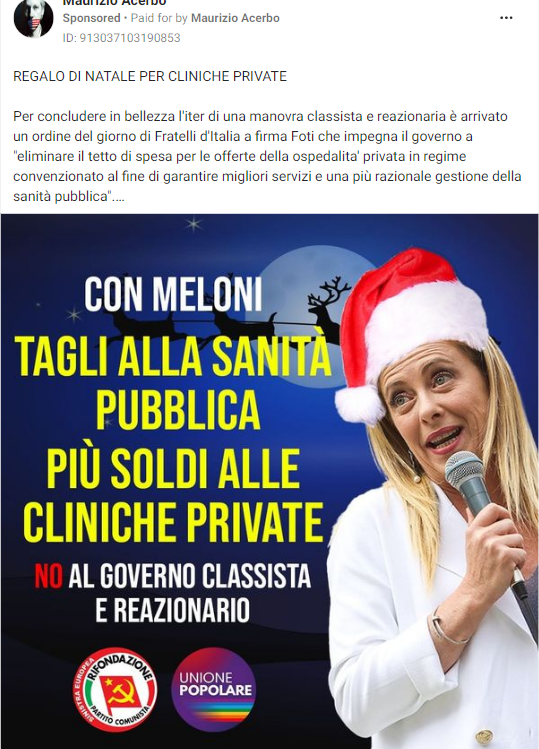 Maurizio Acerbo
Sponsored • Paid for by Maurizio Acerbo
ID: 913037103190853
REGALO DI NATALE PER CLINICHE PRIVATE
Per concludere in bellezza l'iter di una manovra classista e reazionaria è arrivato
un ordine del giorno di Fratelli d'Italia a firma Foti che impegna il governo a
"eliminare il tetto di spesa per le offerte della ospedalita' privata in regime
convenzionato al fine di garantire migliori servizi e una più razionale gestione della
sanità pubblica"....
CON MELONI
TAGLI ALLA SANITÀ
PUBBLICA
PIÙ SOLDI ALLE
CLINICHE PRIVATE
NO AL GOVERNO CLASSISTA
E REAZIONARIO
SINISTRA EUROPEA
RIFONDAZIONE
PARTITO COMUNISTA
UNIONE
POPOLARE